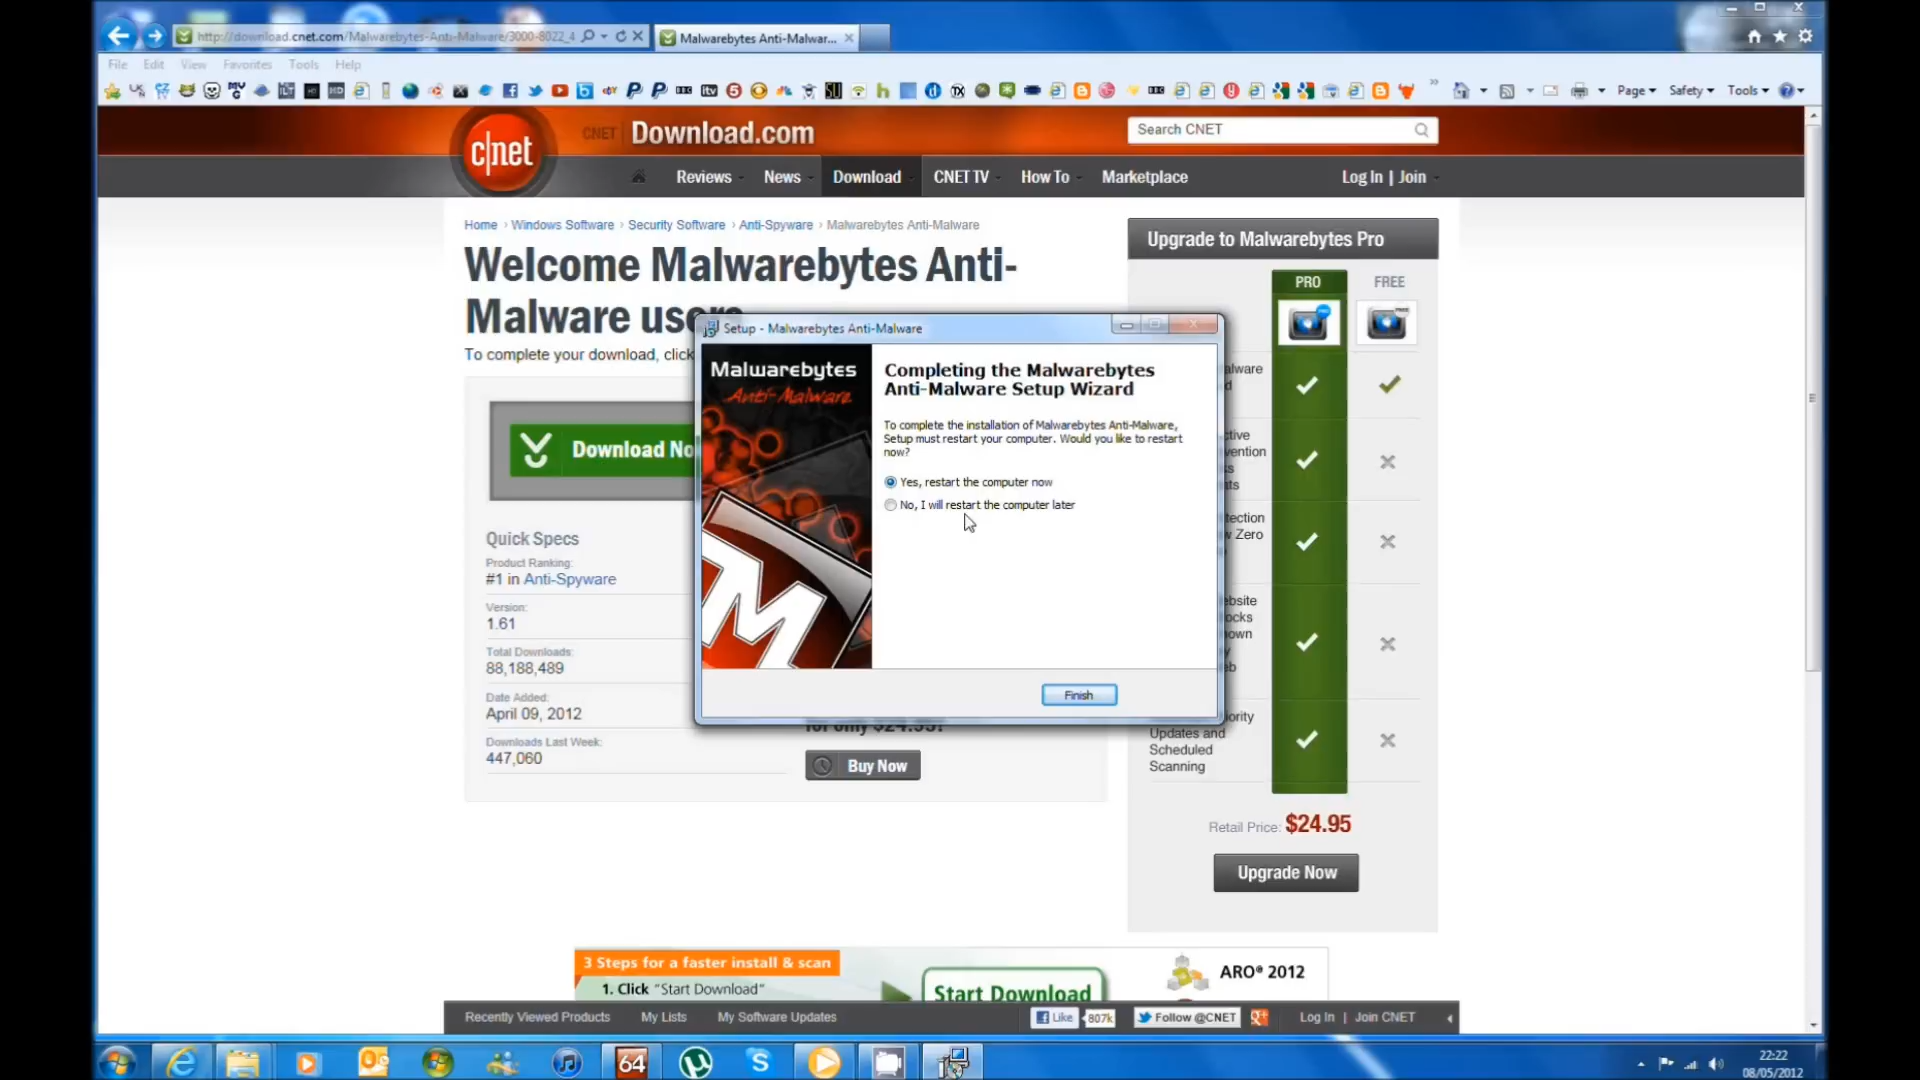 http://download.cnet.com/Malwarebytes-Anti-Malware/3000-8022_4
Malwarebytes Anti-Malwar...
File Edit View Favorites Tools Help
Page Safety Tools
c|net
CNET Download.com
Search CNET
Reviews News Download CNET TV How To Marketplace Log In | Join
Home › Windows Software › Security Software › Anti-Spyware › Malwarebytes Anti-Malware
Welcome Malwarebytes Anti-
Malware users
To complete your download, click
Download No
Quick Specs
Product Ranking:
#1 in Anti-Spyware
Version:
1.61
Total Downloads:
88,188,489
Date Added:
April 09, 2012
Downloads Last Week:
447,060
for only $24.95!
Buy Now
Setup - Malwarebytes Anti-Malware
Malwarebytes
Anti-Malware
Completing the Malwarebytes
Anti-Malware Setup Wizard
To complete the installation of Malwarebytes Anti-Malware,
Setup must restart your computer. Would you like to restart
now?
Yes, restart the computer now
No, I will restart the computer later
Finish
Upgrade to Malwarebytes Pro
PRO FREE
Updates and
Scheduled
Scanning
Retail Price: $24.95
Upgrade Now
3 Steps for a faster install & scan
1. Click "Start Download"
Start Download
ARO® 2012
Recently Viewed Products My Lists My Software Updates
Like 807k Follow @CNET Log In | Join CNET
64
22:22
08/05/2012